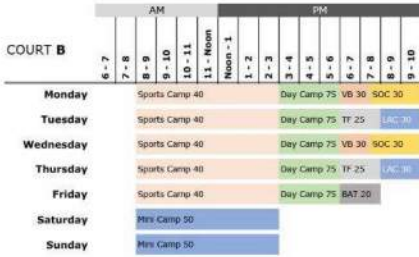 AM PM
COURT B
6 - 7
7 - 8
8 - 9
9 - 10
10 - 11
11 - Noon
Noon - 1
1 - 2
2 - 3
3 - 4
4 - 5
5 - 6
6 - 7
7 - 8
8 - 9
9 - 10
Monday Sports Camp 40 Day Camp 75 VB 30 SOC 30
Tuesday Sports Camp 40 Day Camp 75 TF 25 LAC 30
Wednesday Sports Camp 40 Day Camp 75 VB 30 SOC 30
Thursday Sports Camp 40 Day Camp 75 TF 25 LAC 30
Friday Sports Camp 40 Day Camp 75 BAT 20
Saturday Mini Camp 50
Sunday Mini Camp 50